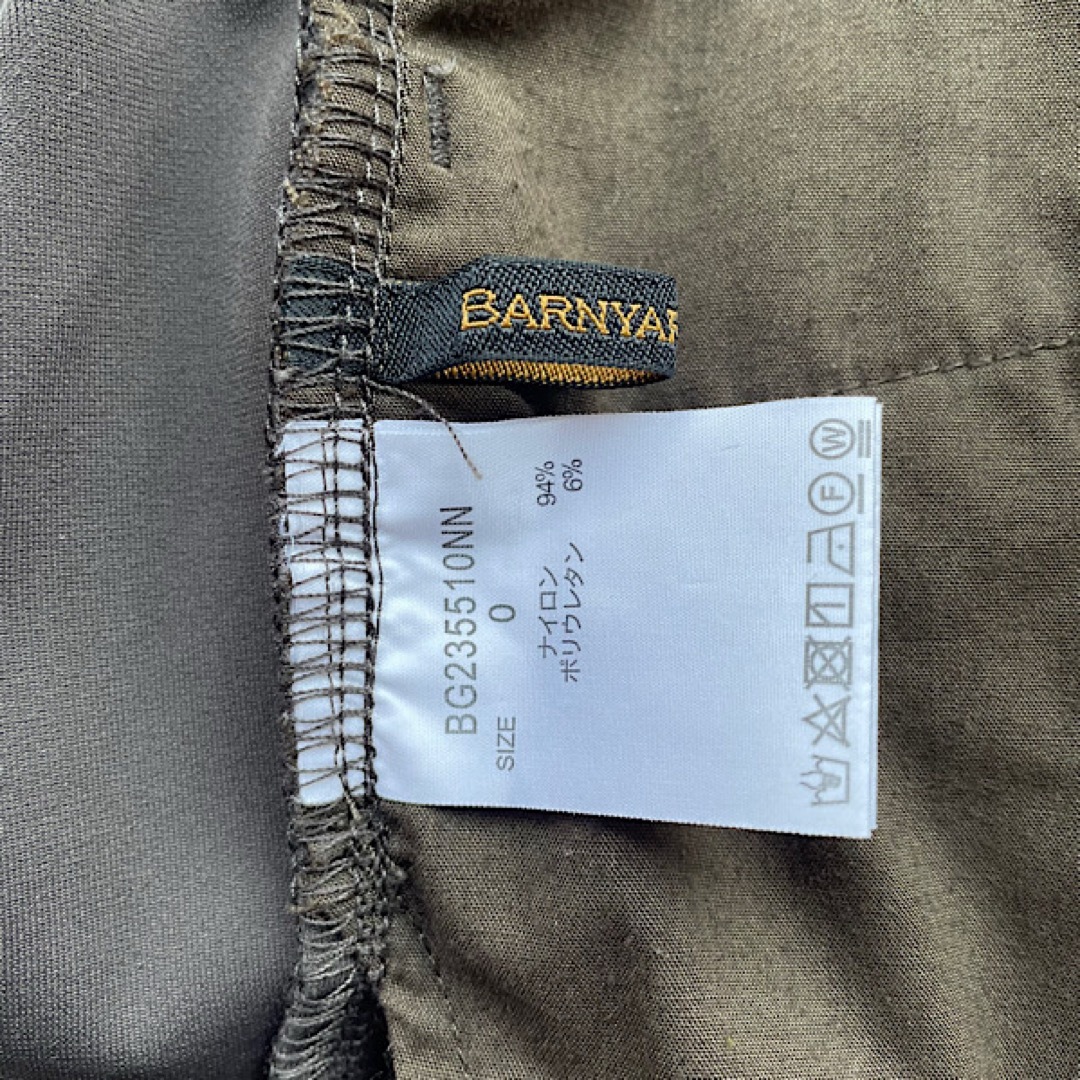 BARNYAR
BG235510NN
SIZE 0
ナイロン 94%
ポリウレタン 6%
F W